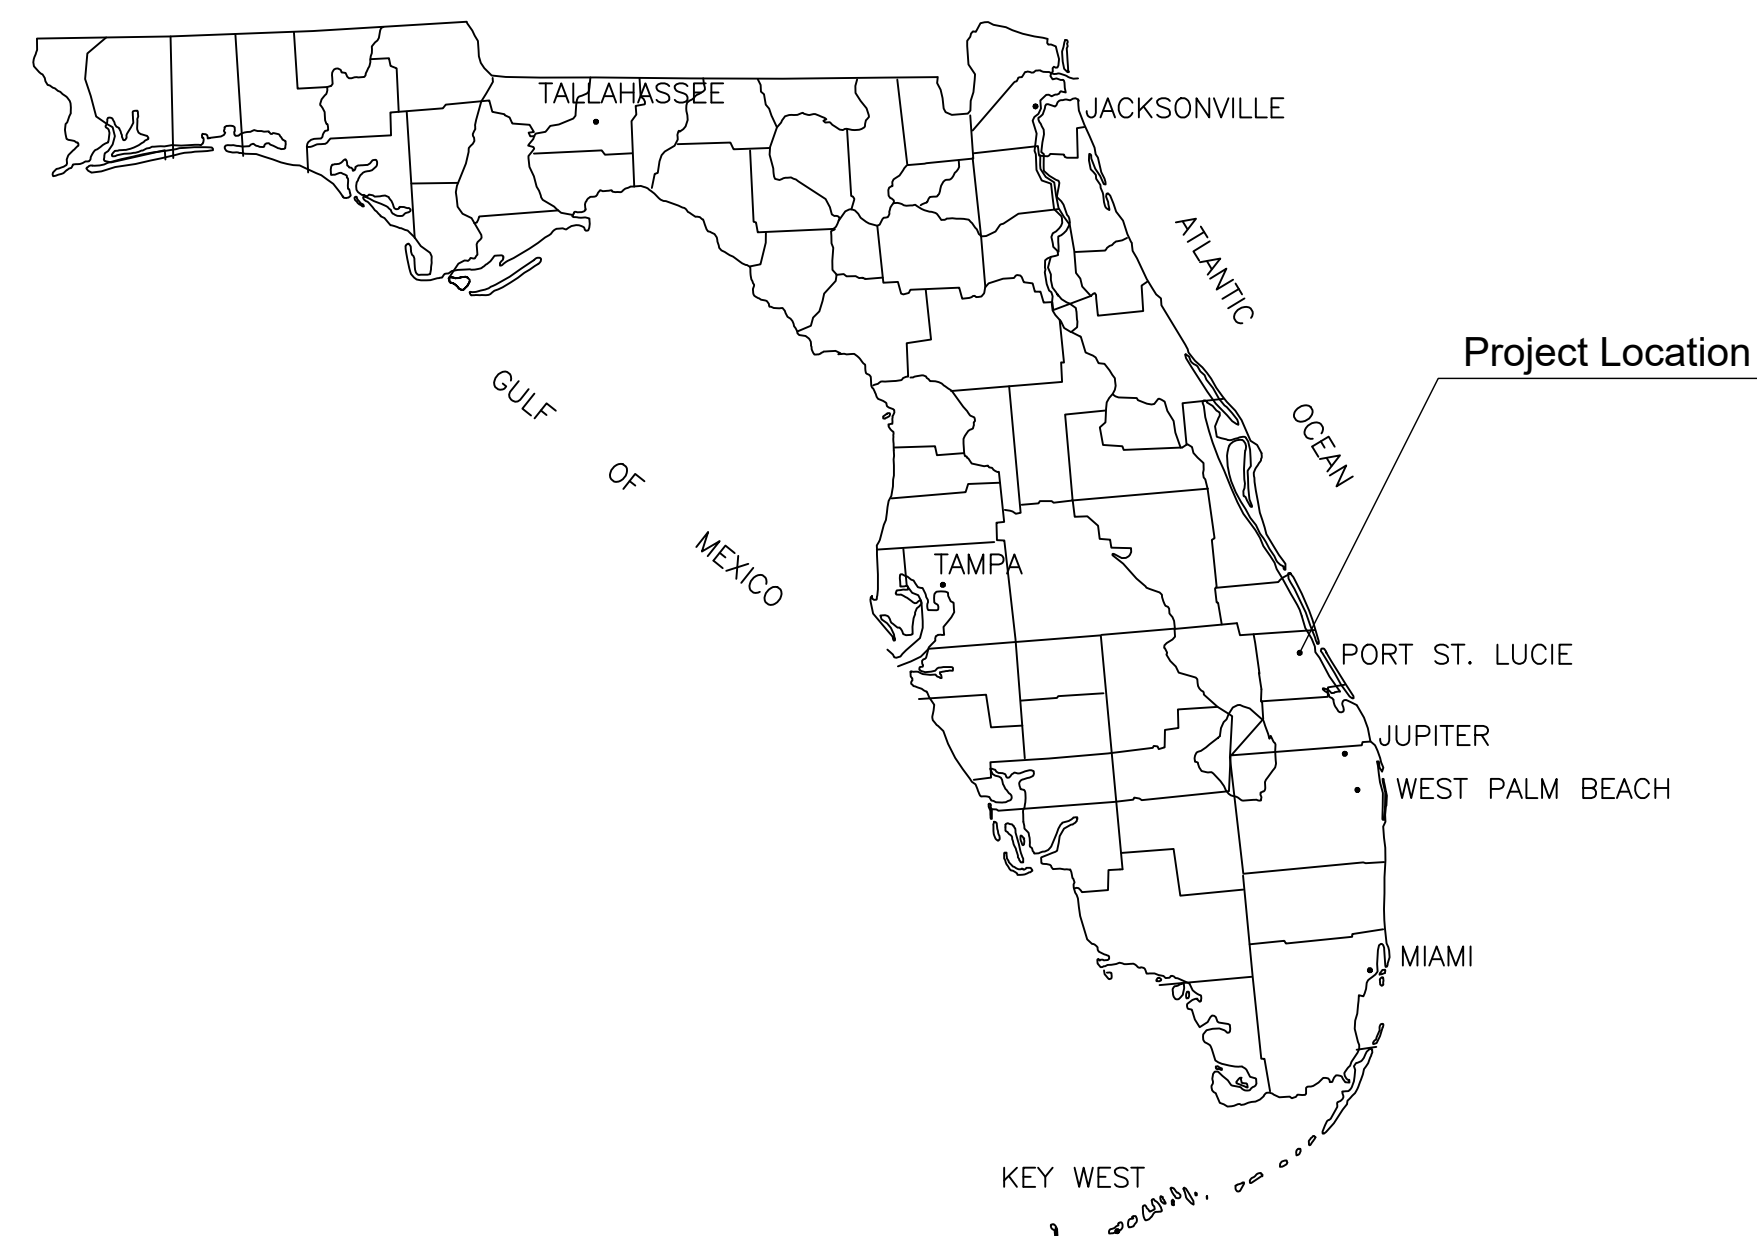 TALLAHASSEE
JACKSONVILLE
ATLANTIC
OCEAN
Project Location
GULF
OF
MEXICO
TAMPA
PORT ST. LUCIE
JUPITER
WEST PALM BEACH
MIAMI
KEY WEST